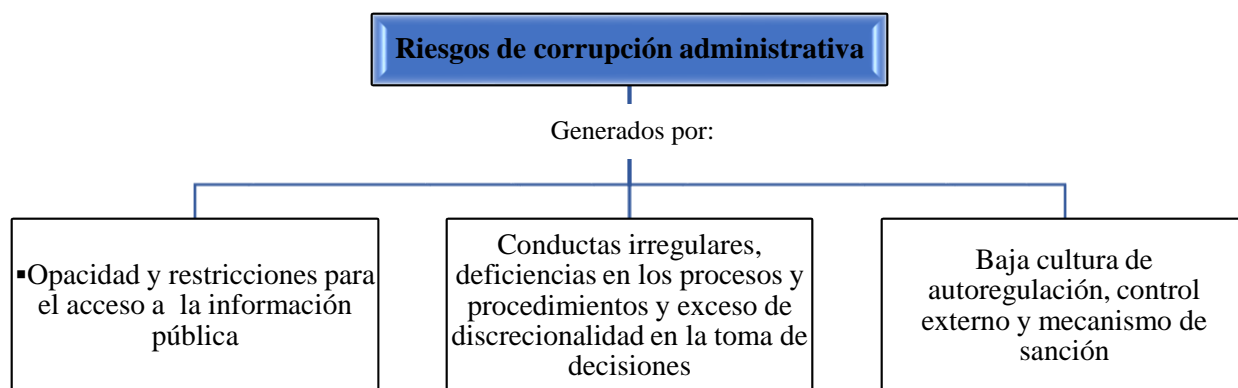 Riesgos de corrupción administrativa
Generados por:
▪Opacidad y restricciones para
el acceso a la información
pública
Conductas irregulares,
deficiencias en los procesos y
procedimientos y exceso de
discrecionalidad en la toma de
decisiones
Baja cultura de
autoregulación, control
externo y mecanismo de
sanción